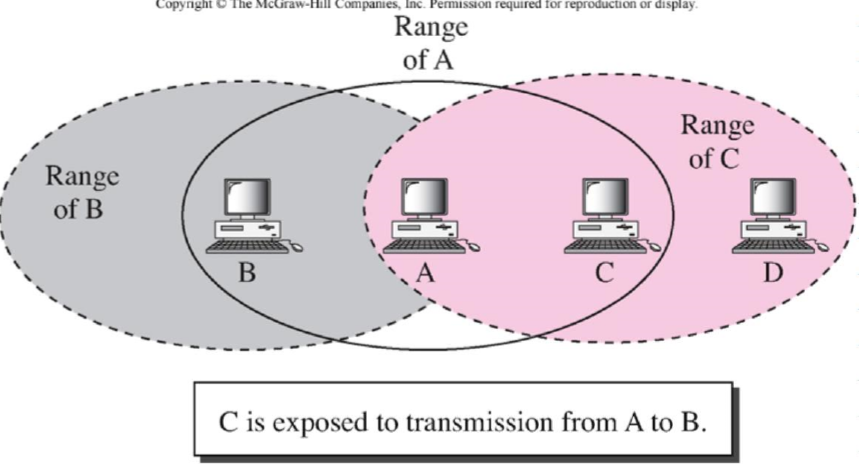 Copyright © The McGraw-Hill Companies, Inc. Permission required for reproduction or display.
Range
of A
Range
of B
Range
of C
B
A
C
D
C is exposed to transmission from A to B.